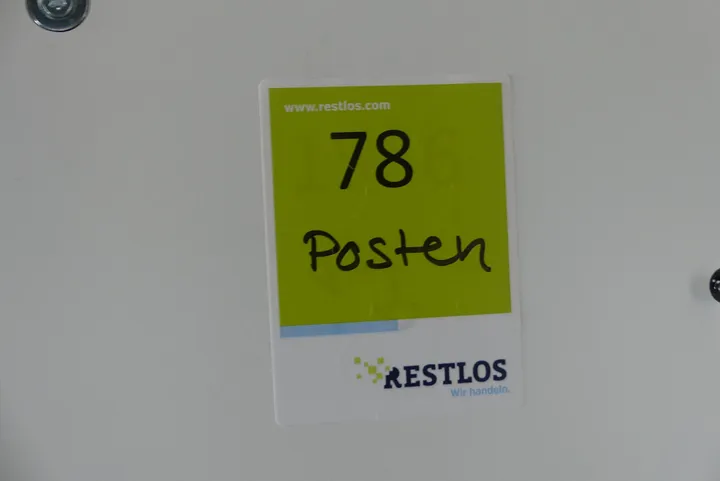 www.restlos.com
78
Posten
RESTLOS
Wir handeln.